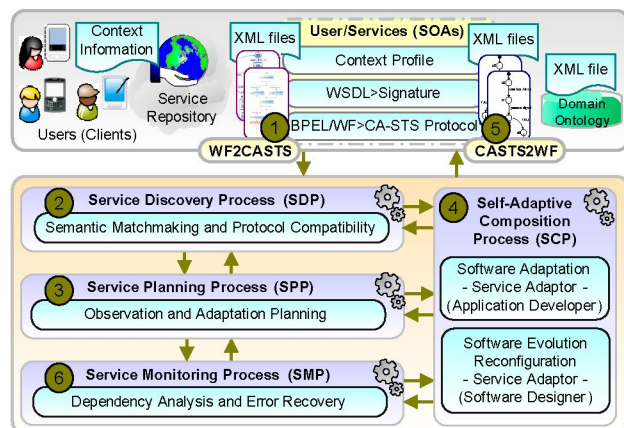 Context
Information
Service
Repository
Users (Clients)
XML files
User/Services (SOAs)
Context Profile
WSDL>Signature
BPEL/WF>CA-STS Protocol
1
WF2CASTS
XML files
5
CASTS2WF
XML file
Domain
Ontology
2
Service Discovery Process (SDP)
Semantic Matchmaking and Protocol Compatibility
3
Service Planning Process (SPP)
Observation and Adaptation Planning
6
Service Monitoring Process (SMP)
Dependency Analysis and Error Recovery
4
Self-Adaptive
Composition
Process (SCP)
Software Adaptation
- Service Adaptor -
(Application Developer)
Software Evolution
Reconfiguration
- Service Adaptor -
(Software Designer)